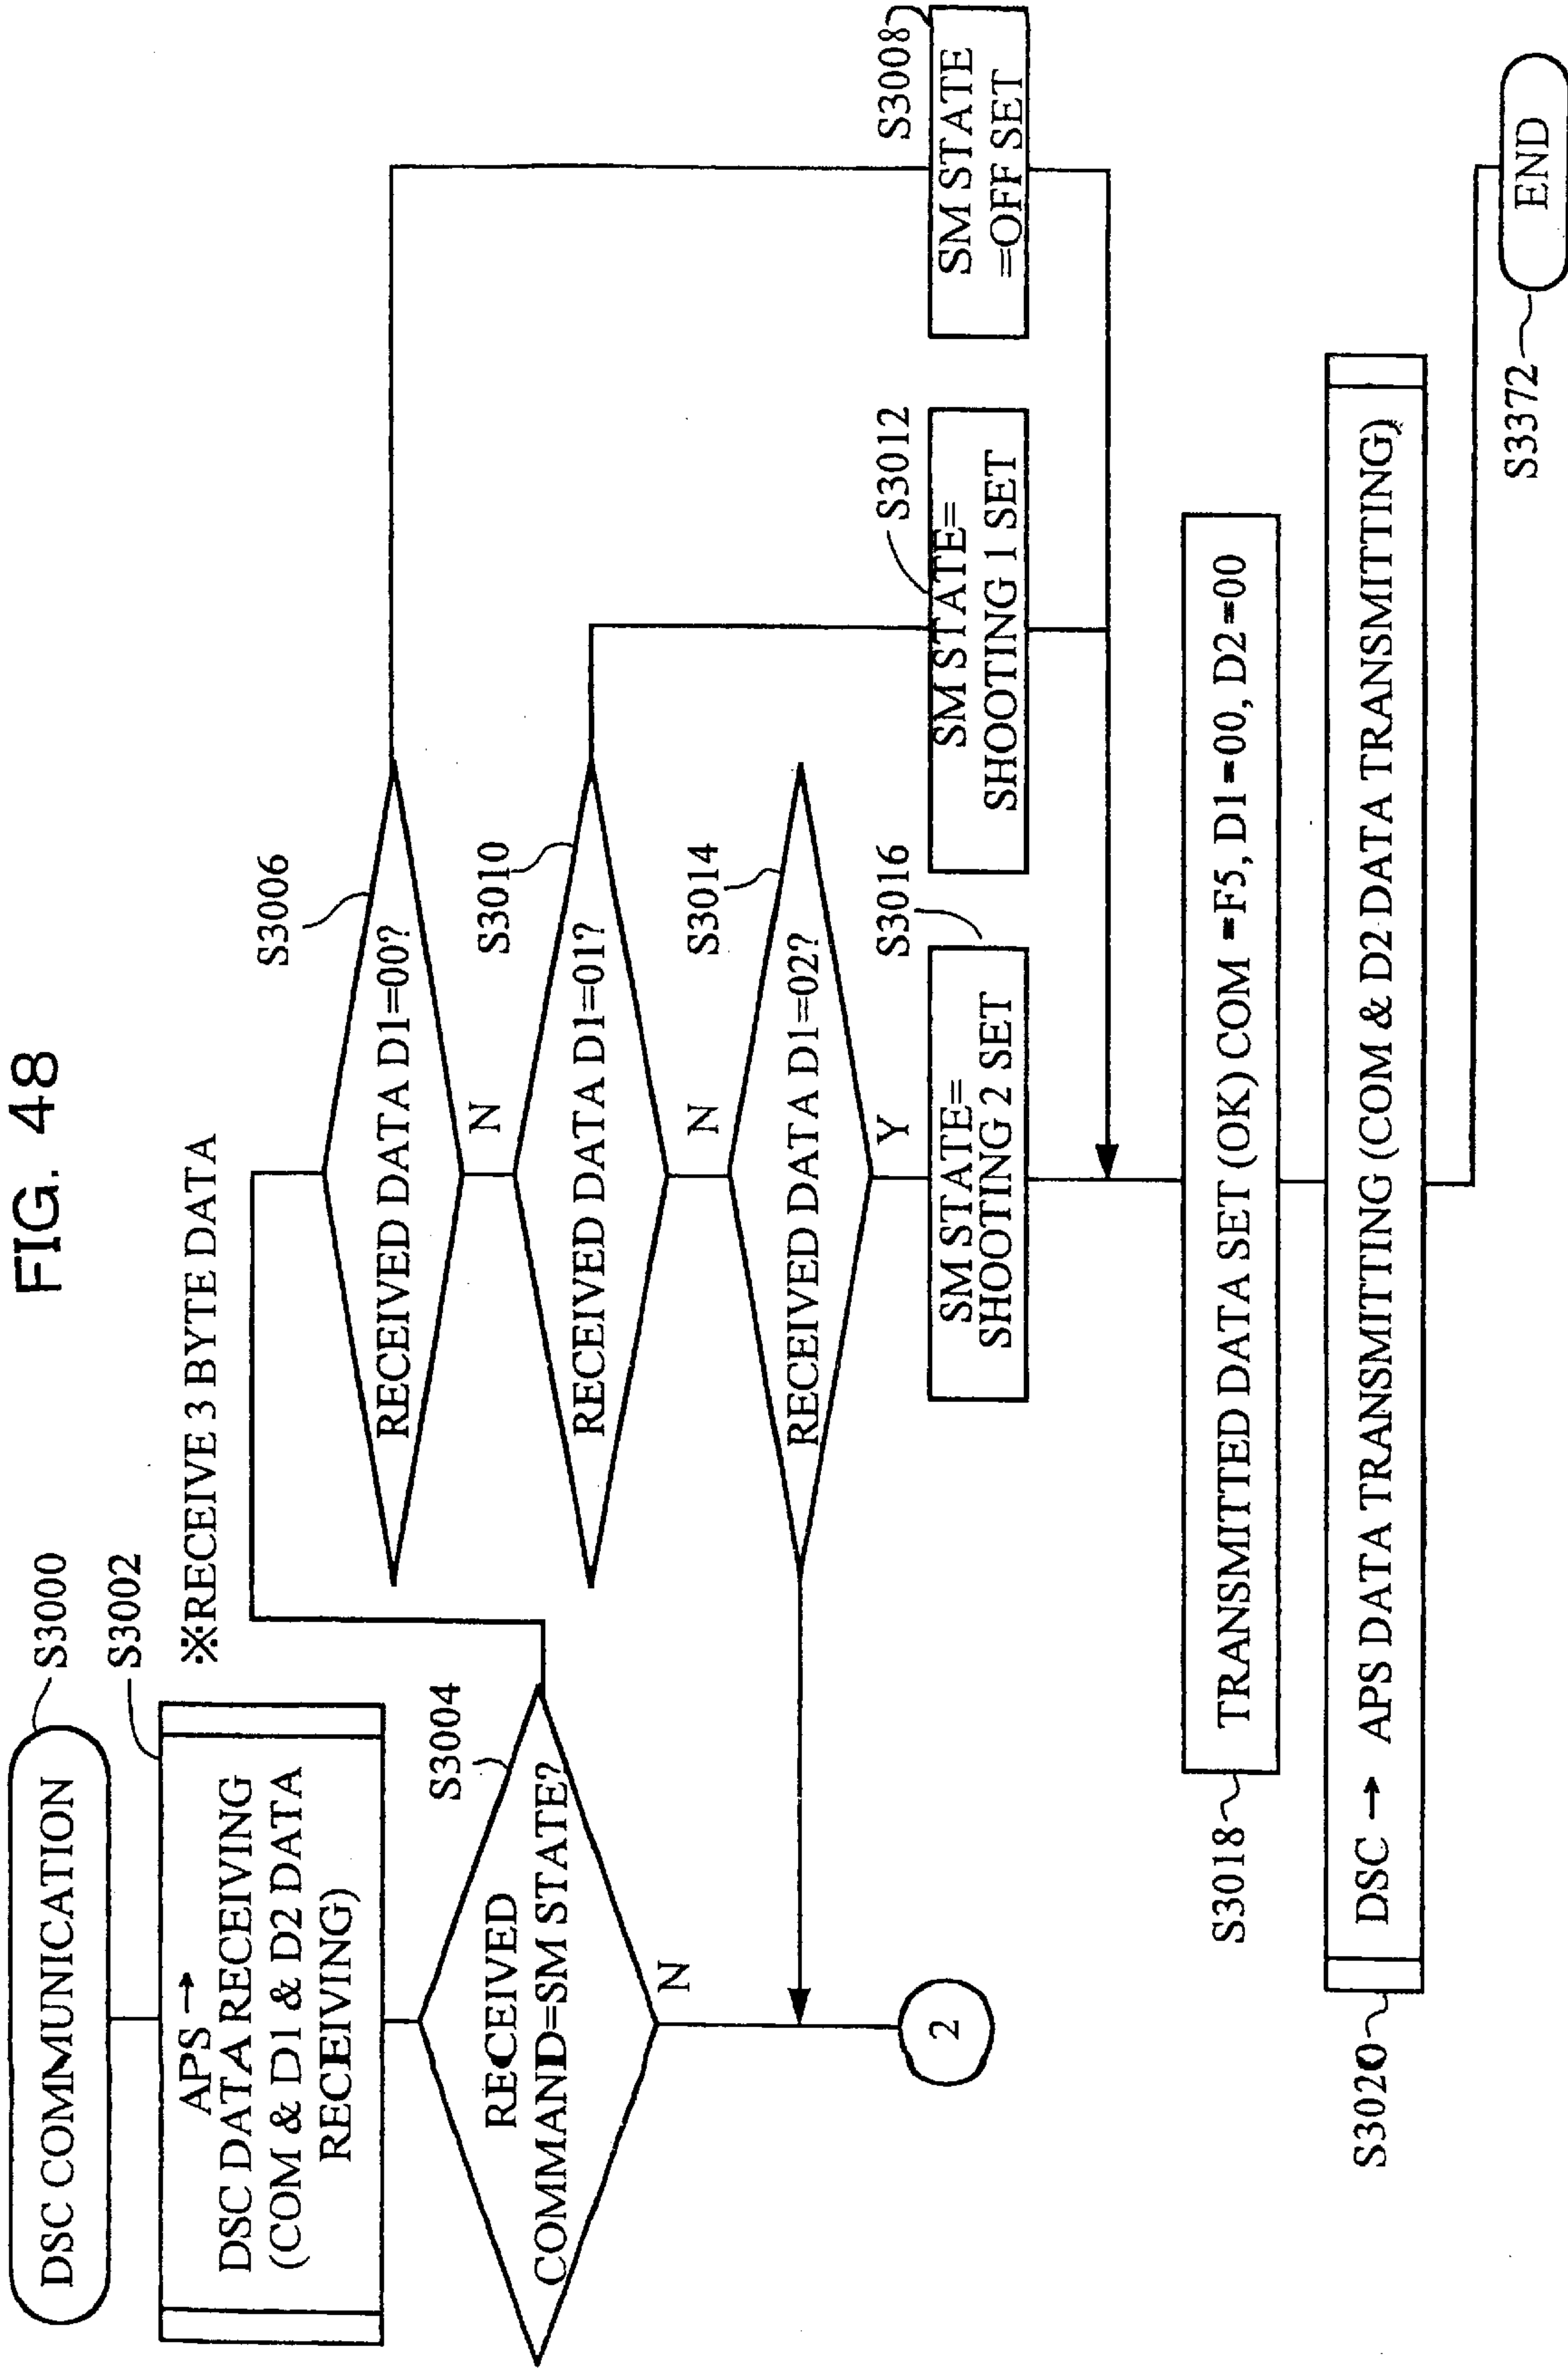 FIG. 48
DSC COMMUNICATION
S3000
APS →
DSC DATA RECEIVING
(COM & D1 & D2 DATA
RECEIVING)
S3002
※RECEIVE 3 BYTE DATA
RECEIVED
COMMAND=SM STATE?
S3004
N
2
RECEIVED DATA D1=00?
S3006
N
RECEIVED DATA D1=01?
S3010
N
RECEIVED DATA D1=02?
S3014
Y
SM STATE=
SHOOTING 2 SET
S3016
SM STATE=
SHOOTING 1 SET
S3012
SM STATE
=OFF SET
S3008
S3018
TRANSMITTED DATA SET (OK) COM =F5, D1=00, D2=00
S3020
DSC → APS DATA TRANSMITTING (COM & D2 DATA TRANSMITTING)
S3372
END